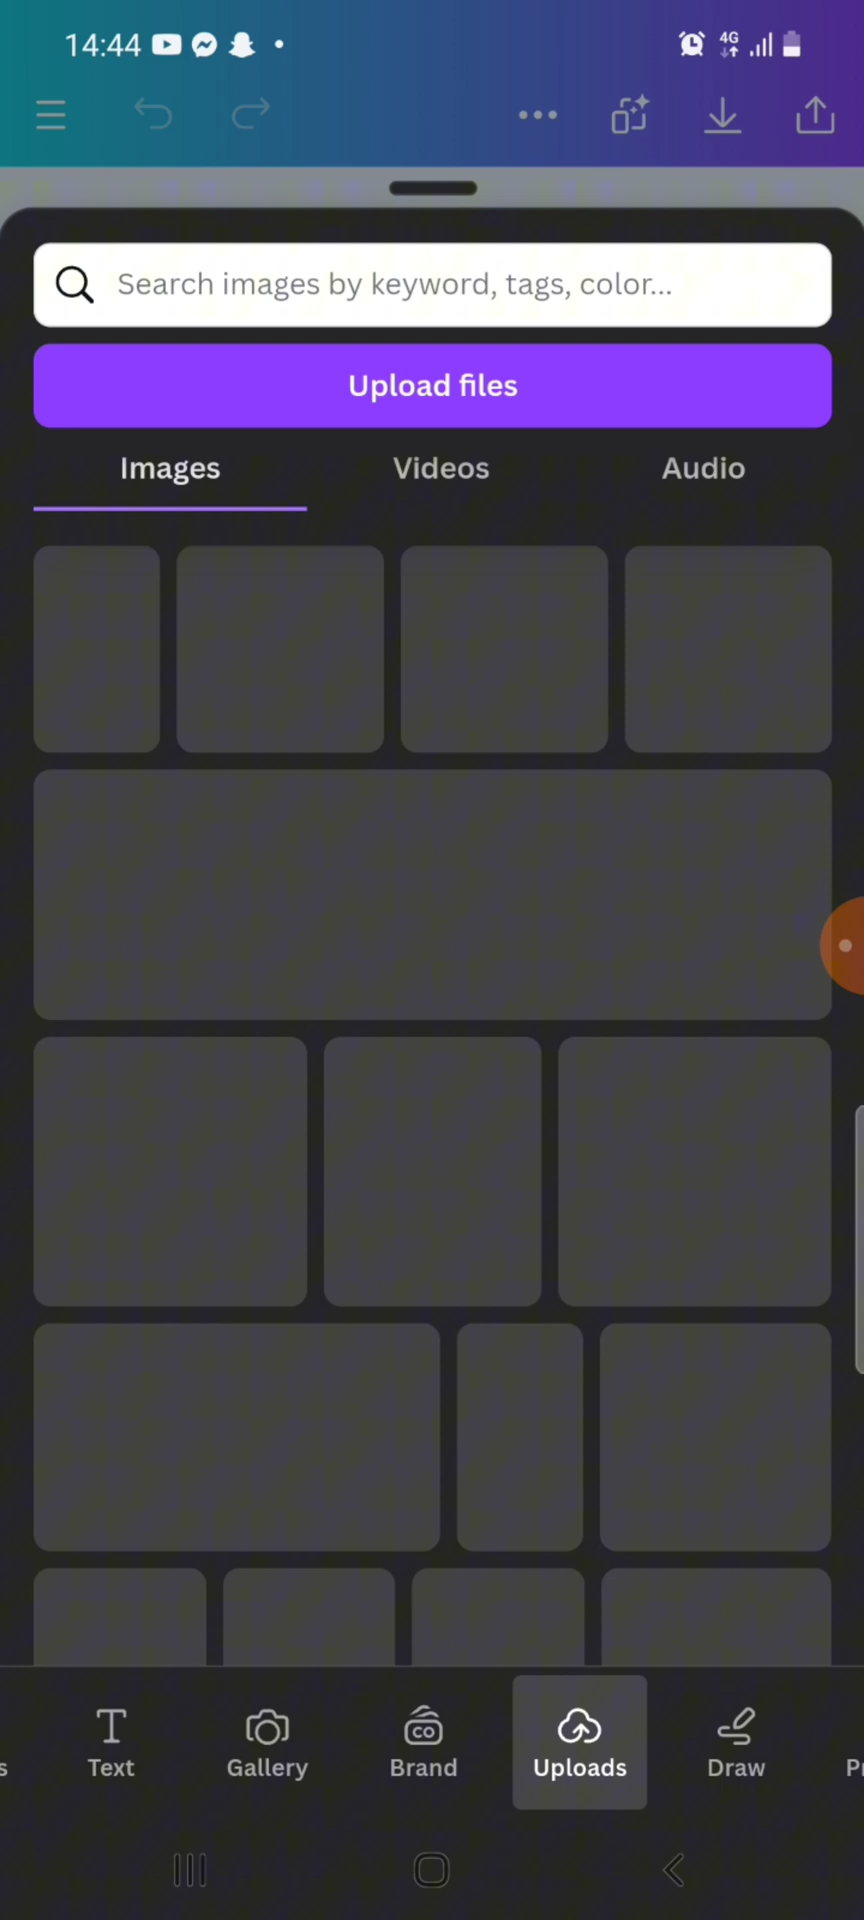 14:44
4G
Search images by keyword, tags, color...
Upload files
Images Videos Audio
s Text Gallery Brand Uploads Draw Pr